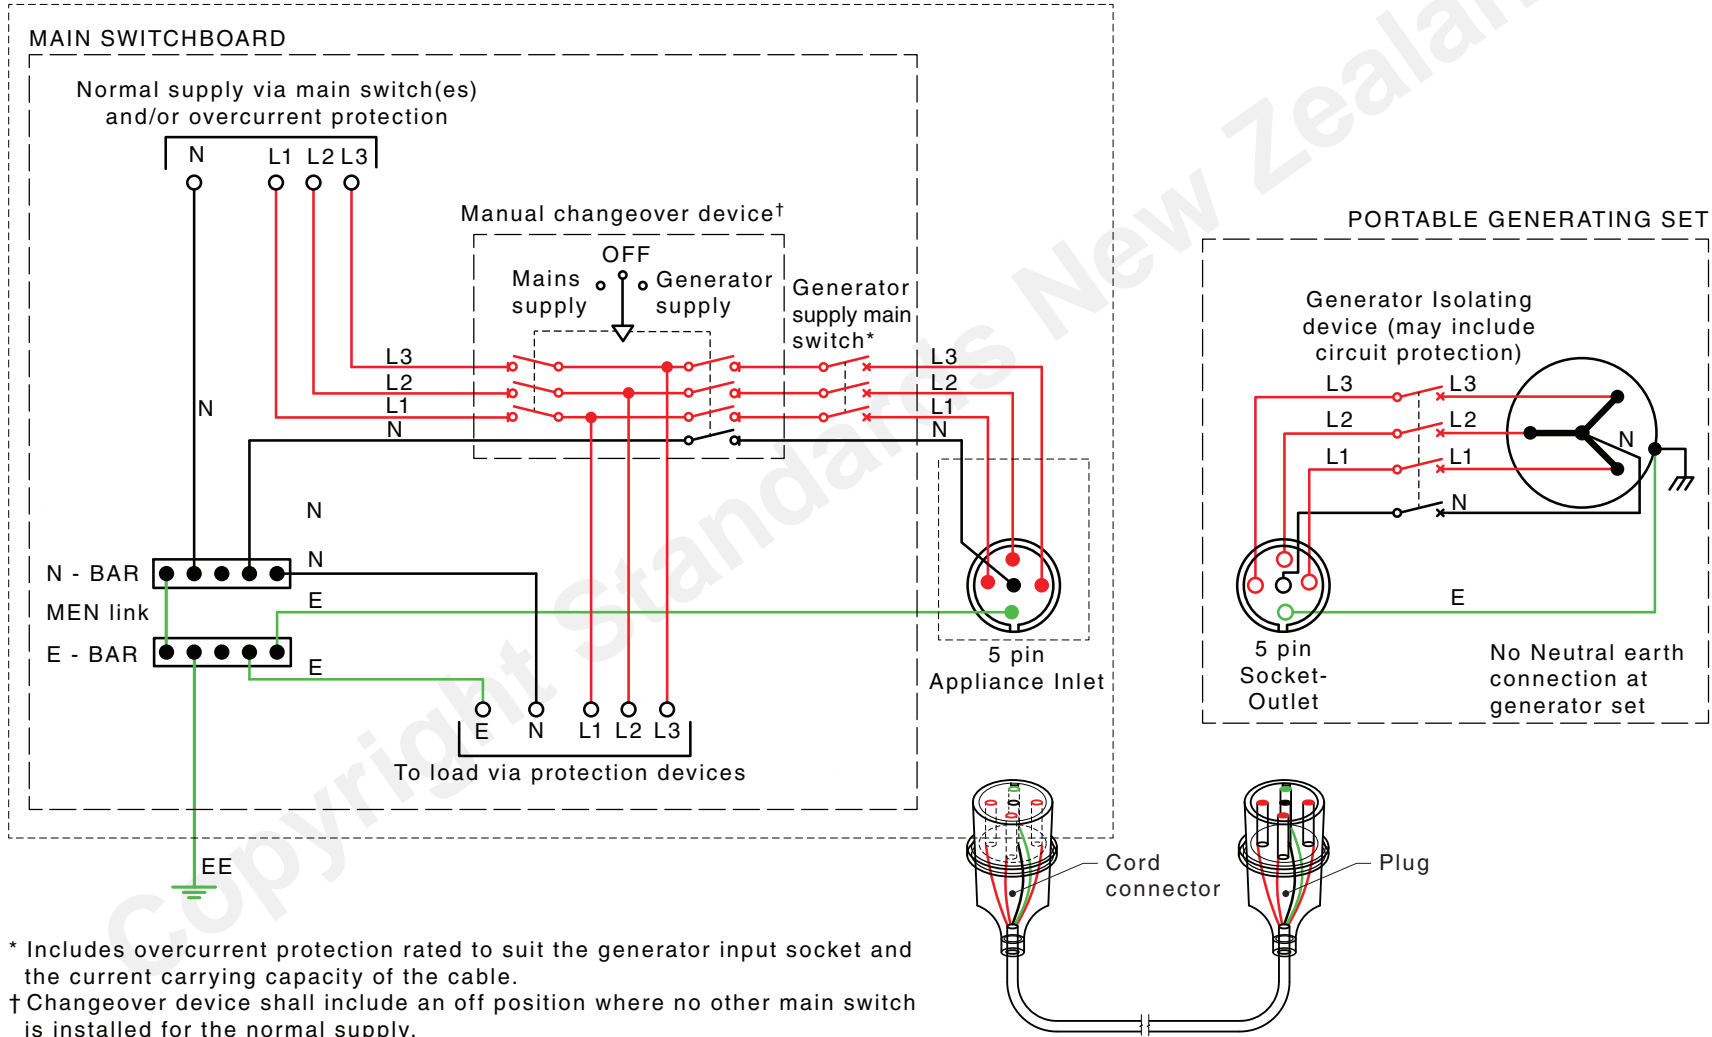 MAIN SWITCHBOARD
Normal supply via main switch(es)
and/or overcurrent protection
N L1 L2 L3
Manual changeover device†
OFF
Mains
supply
Generator
supply
Generator
supply main
switch*
L3 L3
L2 L2
L1 L1
N N
N
N
N
N - BAR
MEN link
E
E - BAR
E
E N L1 L2 L3
To load via protection devices
EE
5 pin
Appliance Inlet
PORTABLE GENERATING SET
Generator Isolating
device (may include
circuit protection)
L3 L3
L2 L2
N
L1 L1
N
E
5 pin
Socket-
Outlet
No Neutral earth
connection at
generator set
Cord
connector
Plug
* Includes overcurrent protection rated to suit the generator input socket and
the current carrying capacity of the cable.
† Changeover device shall include an off position where no other main switch
is installed for the normal supply.
Copyright Standards New Zealan